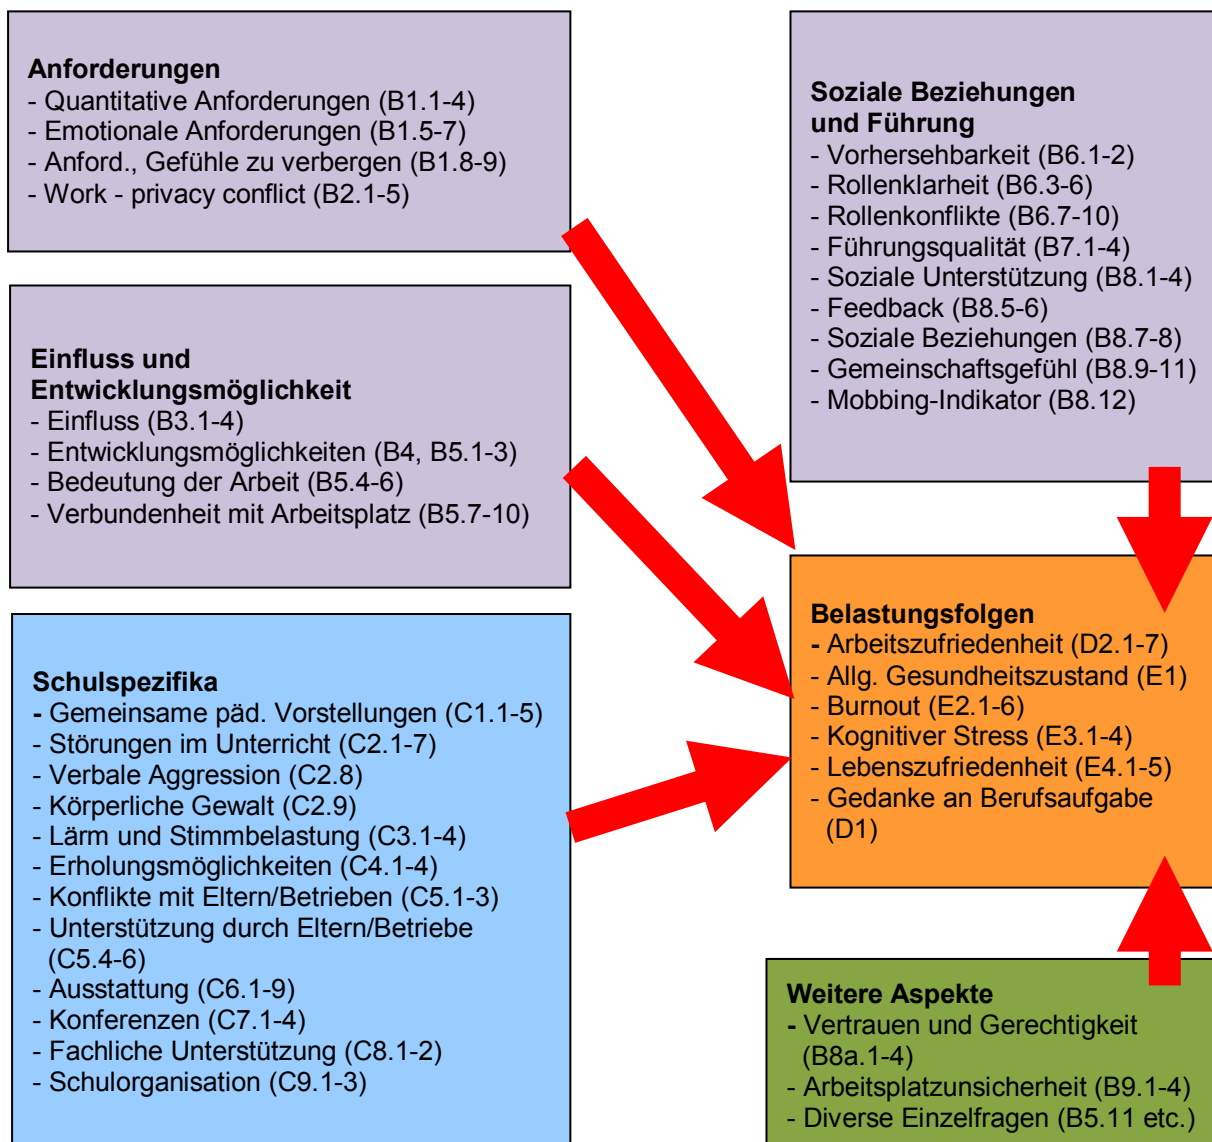 Anforderungen
- Quantitative Anforderungen (B1.1-4)
- Emotionale Anforderungen (B1.5-7)
- Anford., Gefühle zu verbergen (B1.8-9)
- Work - privacy conflict (B2.1-5)
Einfluss und
Entwicklungsmöglichkeit
- Einfluss (B3.1-4)
- Entwicklungsmöglichkeiten (B4, B5.1-3)
- Bedeutung der Arbeit (B5.4-6)
- Verbundenheit mit Arbeitsplatz (B5.7-10)
Schulspezifika
- Gemeinsame päd. Vorstellungen (C1.1-5)
- Störungen im Unterricht (C2.1-7)
- Verbale Aggression (C2.8)
- Körperliche Gewalt (C2.9)
- Lärm und Stimmbelastung (C3.1-4)
- Erholungsmöglichkeiten (C4.1-4)
- Konflikte mit Eltern/Betrieben (C5.1-3)
- Unterstützung durch Eltern/Betriebe
(C5.4-6)
- Ausstattung (C6.1-9)
- Konferenzen (C7.1-4)
- Fachliche Unterstützung (C8.1-2)
- Schulorganisation (C9.1-3)
Soziale Beziehungen
und Führung
- Vorhersehbarkeit (B6.1-2)
- Rollenklarheit (B6.3-6)
- Rollenkonflikte (B6.7-10)
- Führungsqualität (B7.1-4)
- Soziale Unterstützung (B8.1-4)
- Feedback (B8.5-6)
- Soziale Beziehungen (B8.7-8)
- Gemeinschaftsgefühl (B8.9-11)
- Mobbing-Indikator (B8.12)
Belastungsfolgen
- Arbeitszufriedenheit (D2.1-7)
- Allg. Gesundheitszustand (E1)
- Burnout (E2.1-6)
- Kognitiver Stress (E3.1-4)
- Lebenszufriedenheit (E4.1-5)
- Gedanke an Berufsaufgabe
(D1)
Weitere Aspekte
- Vertrauen und Gerechtigkeit
(B8a.1-4)
- Arbeitsplatzunsicherheit (B9.1-4)
- Diverse Einzelfragen (B5.11 etc.)